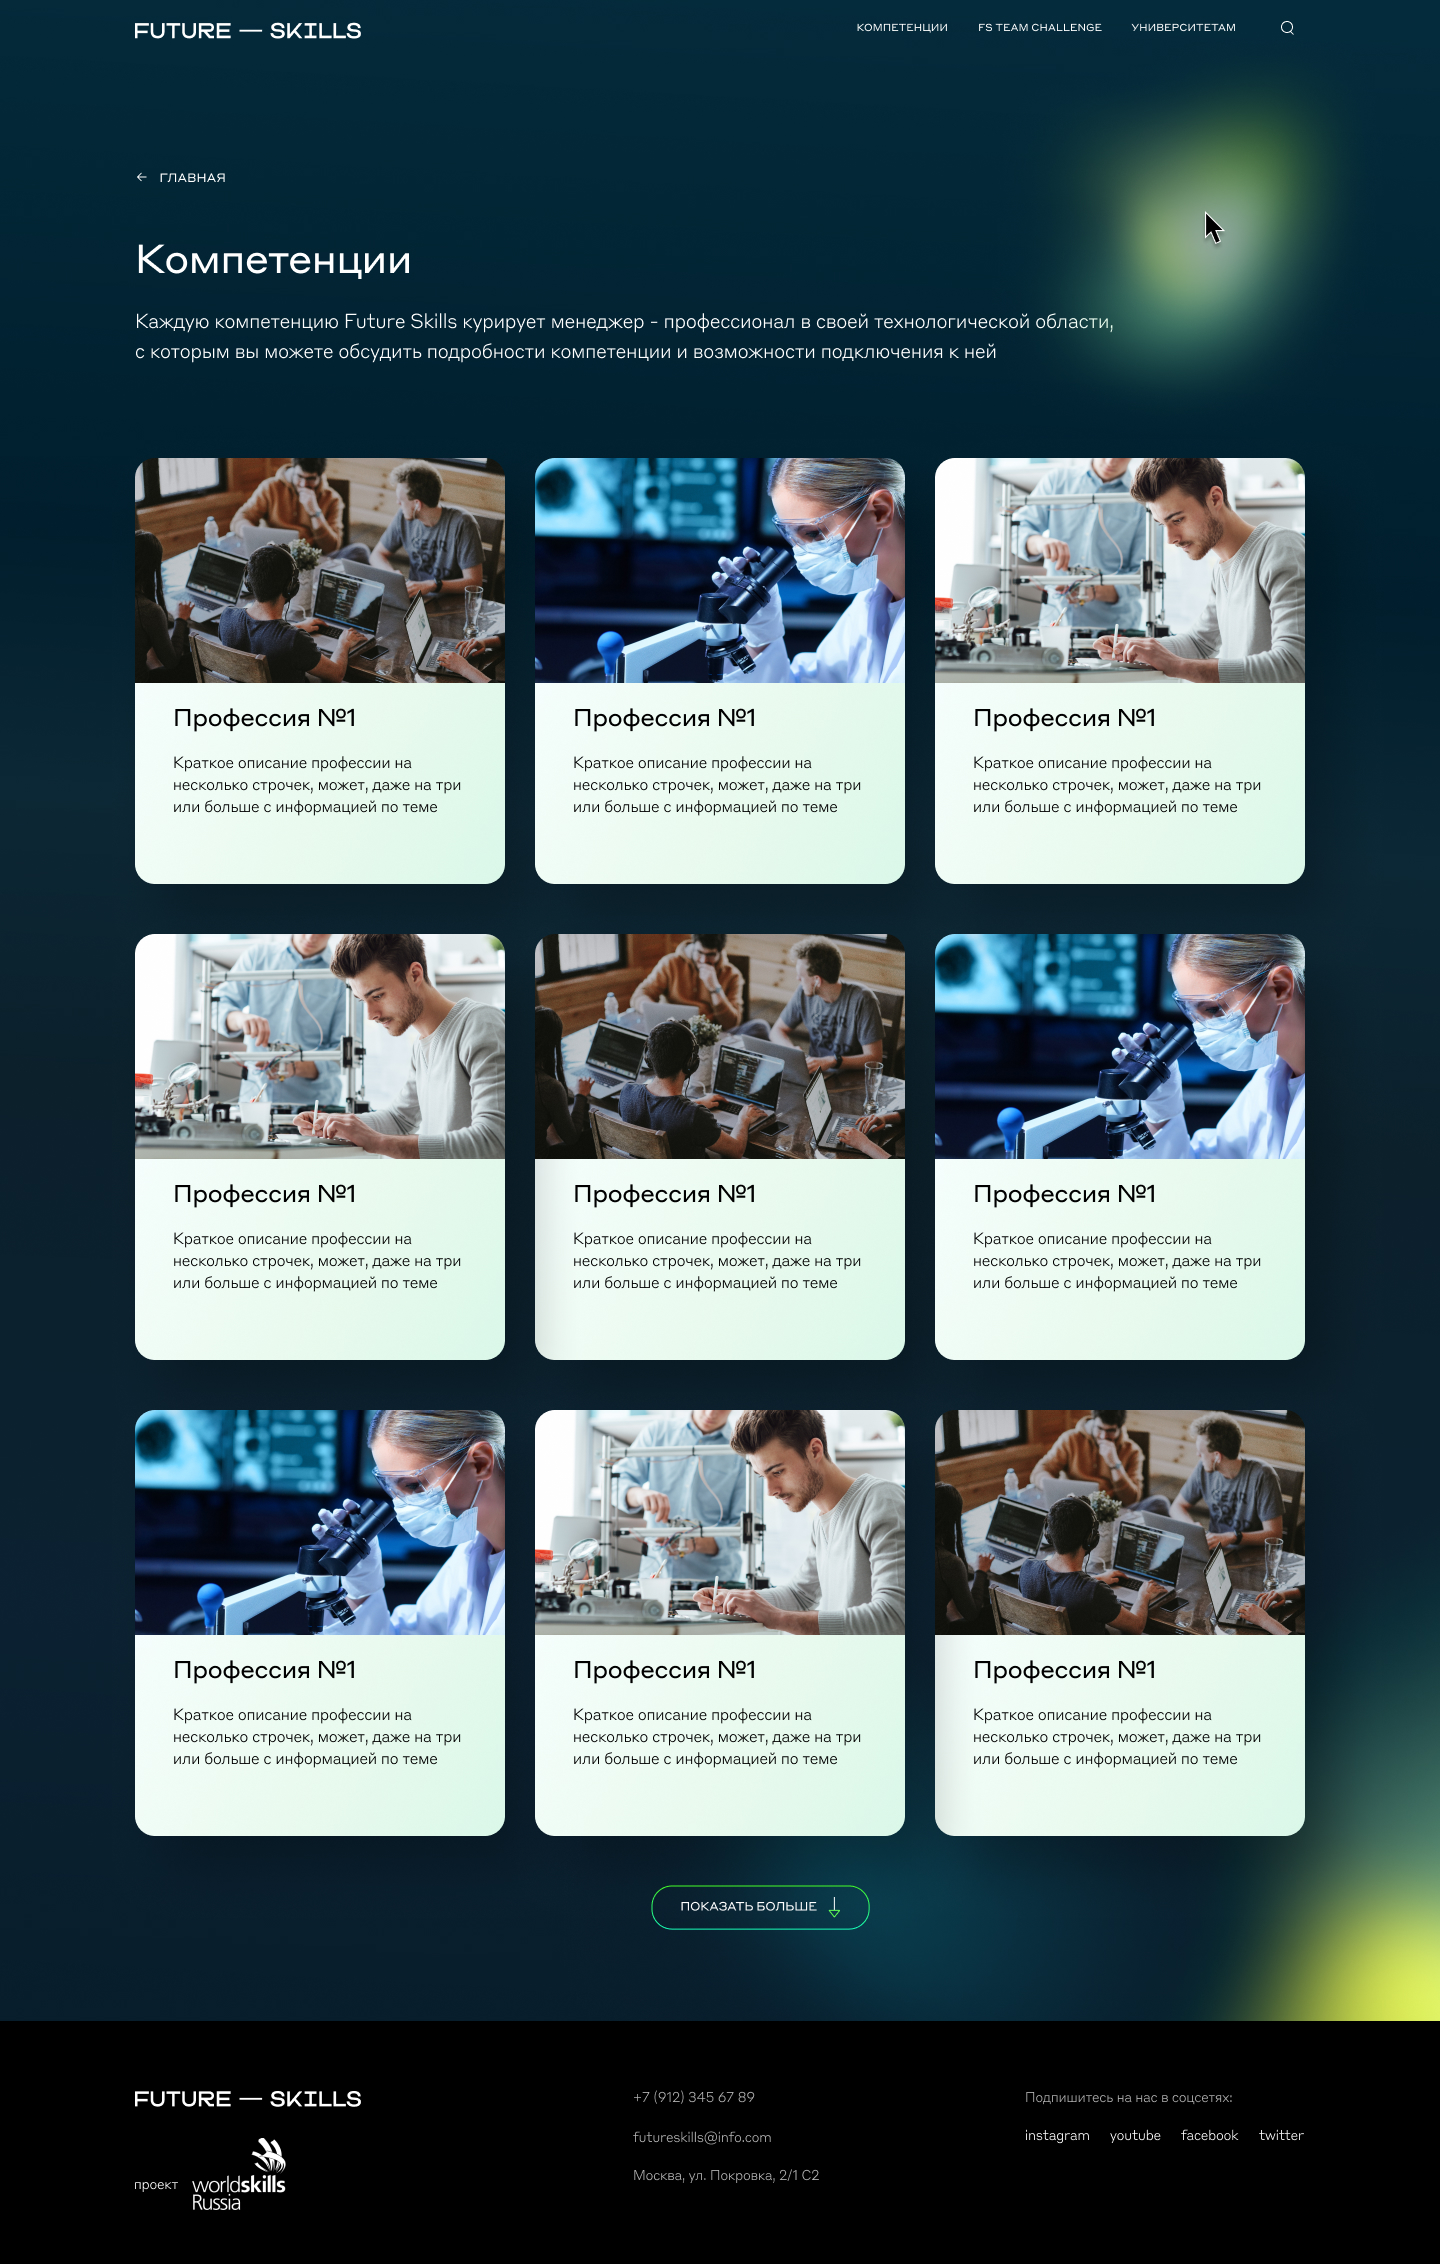 FUTURE — SKILLS
КОМПЕТЕНЦИИ FS TEAM CHALLENGE УНИВЕРСИТЕТАМ
← ГЛАВНАЯ
Компетенции
Каждую компетенцию Future Skills курирует менеджер - профессионал в своей технологической области,
с которым вы можете обсудить подробности компетенции и возможности подключения к ней
Профессия №1
Краткое описание профессии на
несколько строчек, может, даже на три
или больше с информацией по теме
Профессия №1
Краткое описание профессии на
несколько строчек, может, даже на три
или больше с информацией по теме
Профессия №1
Краткое описание профессии на
несколько строчек, может, даже на три
или больше с информацией по теме
Профессия №1
Краткое описание профессии на
несколько строчек, может, даже на три
или больше с информацией по теме
Профессия №1
Краткое описание профессии на
несколько строчек, может, даже на три
или больше с информацией по теме
Профессия №1
Краткое описание профессии на
несколько строчек, может, даже на три
или больше с информацией по теме
Профессия №1
Краткое описание профессии на
несколько строчек, может, даже на три
или больше с информацией по теме
Профессия №1
Краткое описание профессии на
несколько строчек, может, даже на три
или больше с информацией по теме
Профессия №1
Краткое описание профессии на
несколько строчек, может, даже на три
или больше с информацией по теме
ПОКАЗАТЬ БОЛЬШЕ
FUTURE — SKILLS
проект worldskills
Russia
+7 (912) 345 67 89
futureskills@info.com
Москва, ул. Покровка, 2/1 С2
Подпишитесь на нас в соцсетях:
instagram youtube facebook twitter